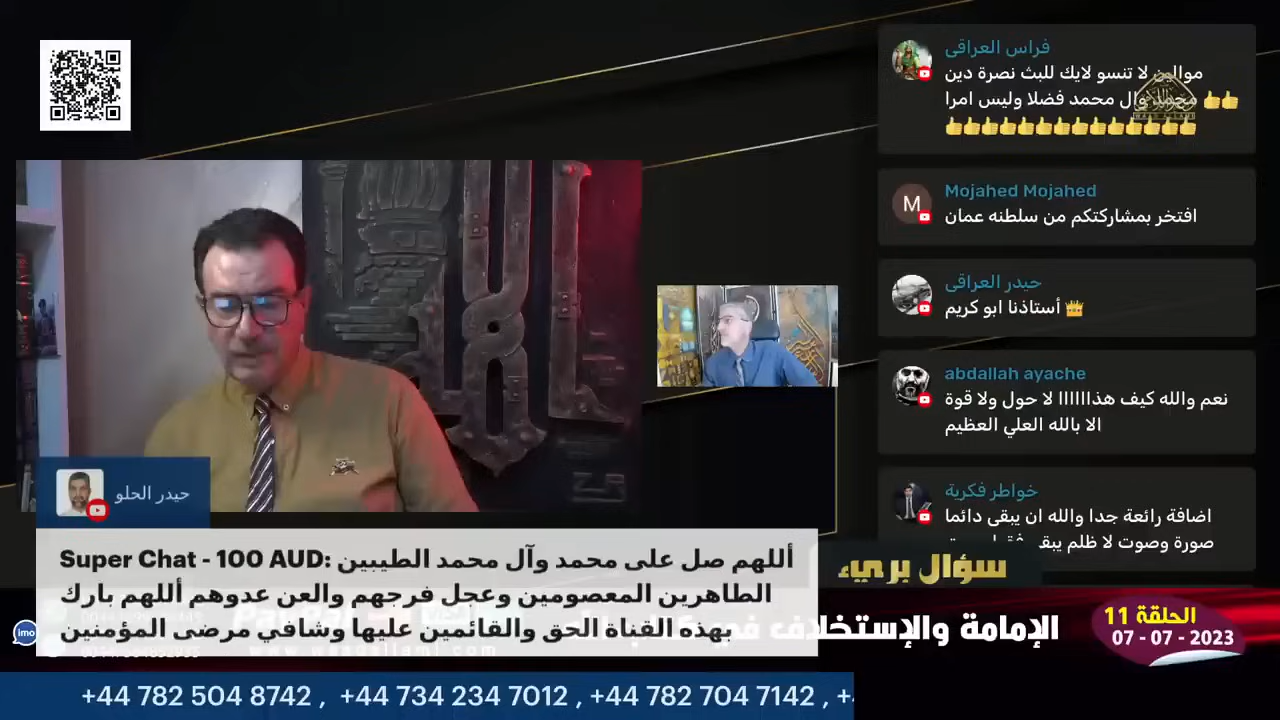 فراس العراقي
موالين لا تنسو لايك للبث نصرة دين
محمد وال محمد فضلا وليس امرا 👍👍
👍👍👍👍👍👍👍👍👍👍👍👍👍👍
Mojahed Mojahed
M
افتخر بمشاركتكم من سلطنه عمان
حيدر العراقي
أستاذنا ابو كريم 👑
abdallah ayache
نعم والله كيف هذاااااا لا حول ولا قوة
الا بالله العلي العظيم
خواطر فكرية
اضافة رائعة جدا والله ان يبقى دائما
صورة وصوت لا ظلم
حيدر الحلو
Super Chat - 100 AUD: أللهم صل على محمد وآل محمد الطيبين
الطاهرين المعصومين وعجل فرجهم والعن عدوهم أللهم بارك
بهذه القناة الحق والقائمين عليها وشافي مرضى المؤمنين
سؤال بريء
الإمامة والإستخلاف في
الحلقة 11
07 - 07 - 2023
imo
+44 782 504 8742 , +44 734 234 7012 , +44 782 704 7142 , +4